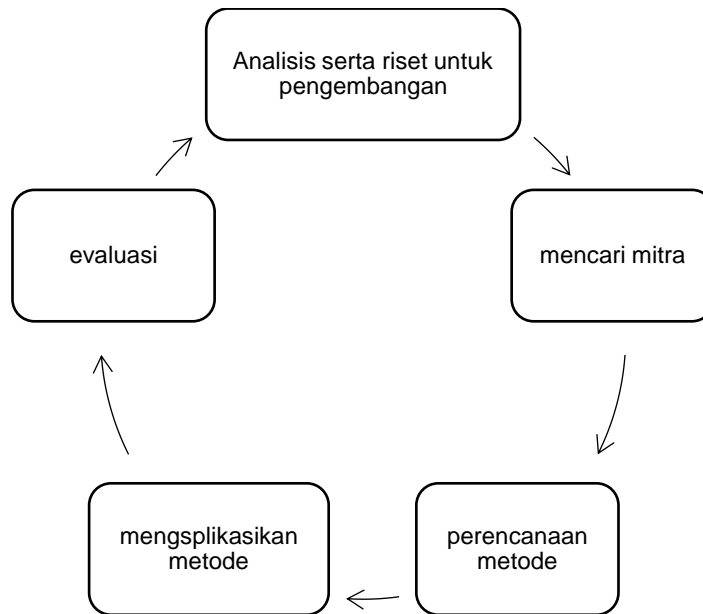 Analisis serta riset untuk
pengembangan
mencari mitra
perencanaan
metode
mengsplikasikan
metode
evaluasi